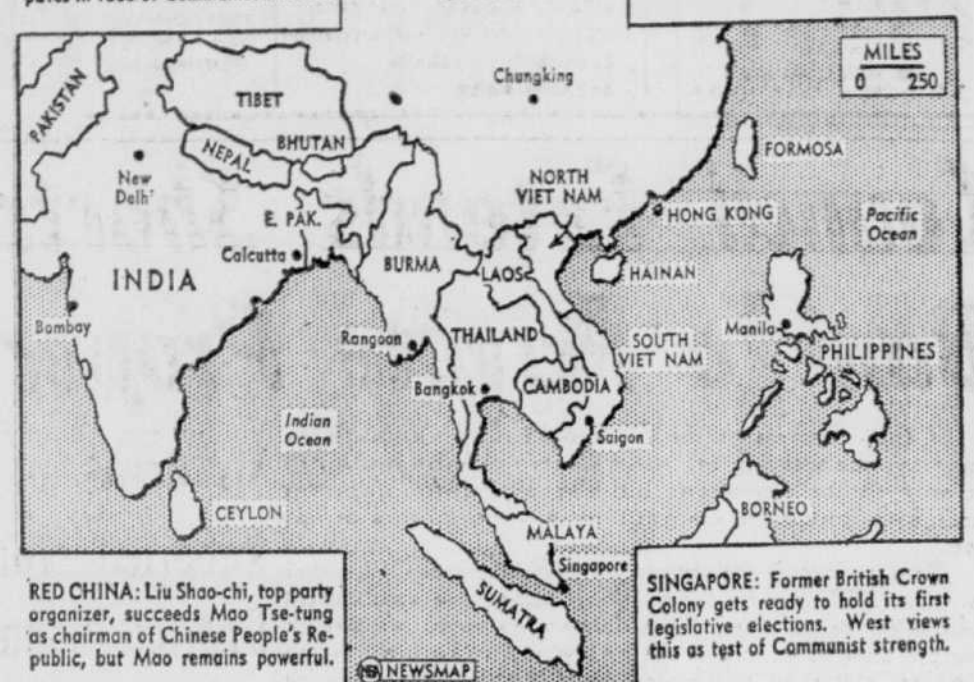 MILES
0 250
Chungking
PAKISTAN
TIBET
BHUTAN
NEPAL
FORMOSA
New
Delh
NORTH
VIET NAM
HONG KONG
Pacific
Ocean
E. PAK.
Calcutta
BURMA
LAOS
HAINAN
INDIA
Bombay
Rangoon
THAILAND
SOUTH
VIET NAM
Manila
PHILIPPINES
Bangkok
CAMBODIA
Indian
Ocean
Saigon
CEYLON
BORNEO
MALAYA
Singapore
SUMATRA
RED CHINA: Liu Shao-chi, top party
organizer, succeeds Mao Tse-tung
as chairman of Chinese People's Re-
public, but Mao remains powerful.
SINGAPORE: Former British Crown
Colony gets ready to hold its first
legislative elections. West views
this as test of Communist strength.
NEWSMAP